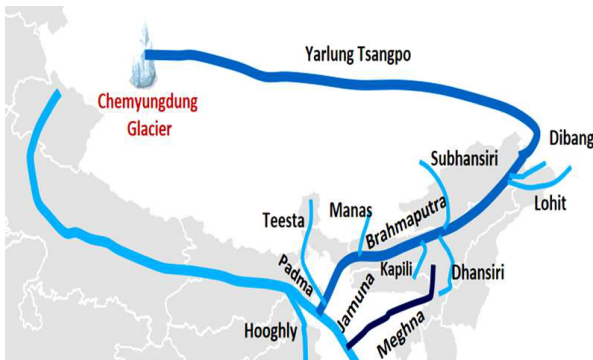 Yarlung Tsangpo
Chemyungdung
Glacier
Dibang
Subhansiri
Lohit
Manas
Teesta
Brahmaputra
Kapili
Dhansiri
Padma
Jamuna
Hooghly
Meghna